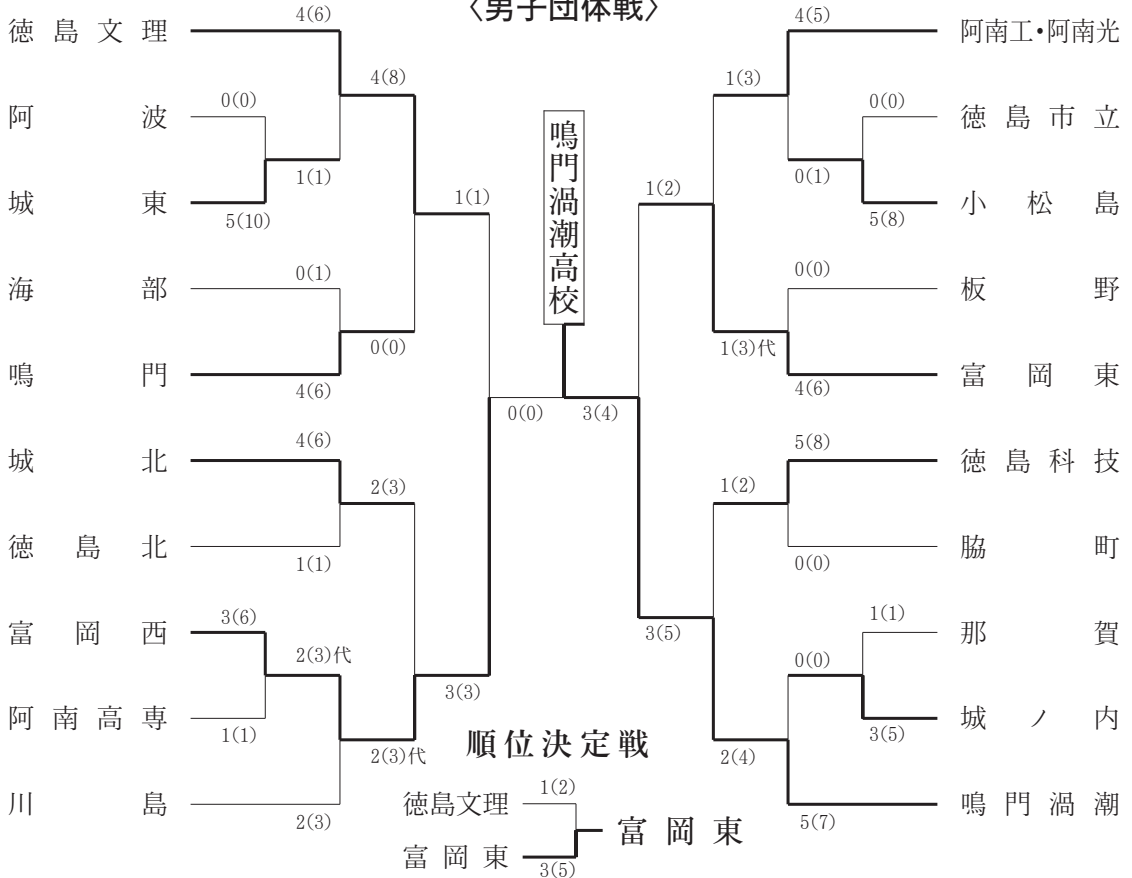 〈男子団体戦〉
徳島文理
4(6)
4(8)
阿波
0(0)
1(1)
城東
5(10)
1(1)
海部
0(1)
0(0)
鳴門
4(6)
城北
4(6)
2(3)
徳島北
1(1)
富岡西
3(6)
2(3)代
阿南高専
1(1)
3(3)
2(3)代
川島
2(3)
鳴門渦潮高校
0(0)
3(4)
4(5)
阿南工・阿南光
1(3)
0(0)
徳島市立
0(1)
1(2)
5(8)
小松島
0(0)
板野
1(3)代
4(6)
富岡東
5(8)
徳島科技
1(2)
0(0)
脇町
3(5)
1(1)
那賀
0(0)
3(5)
城ノ内
2(4)
5(7)
鳴門渦潮
順位決定戦
徳島文理
1(2)
富岡東
富岡東
3(5)